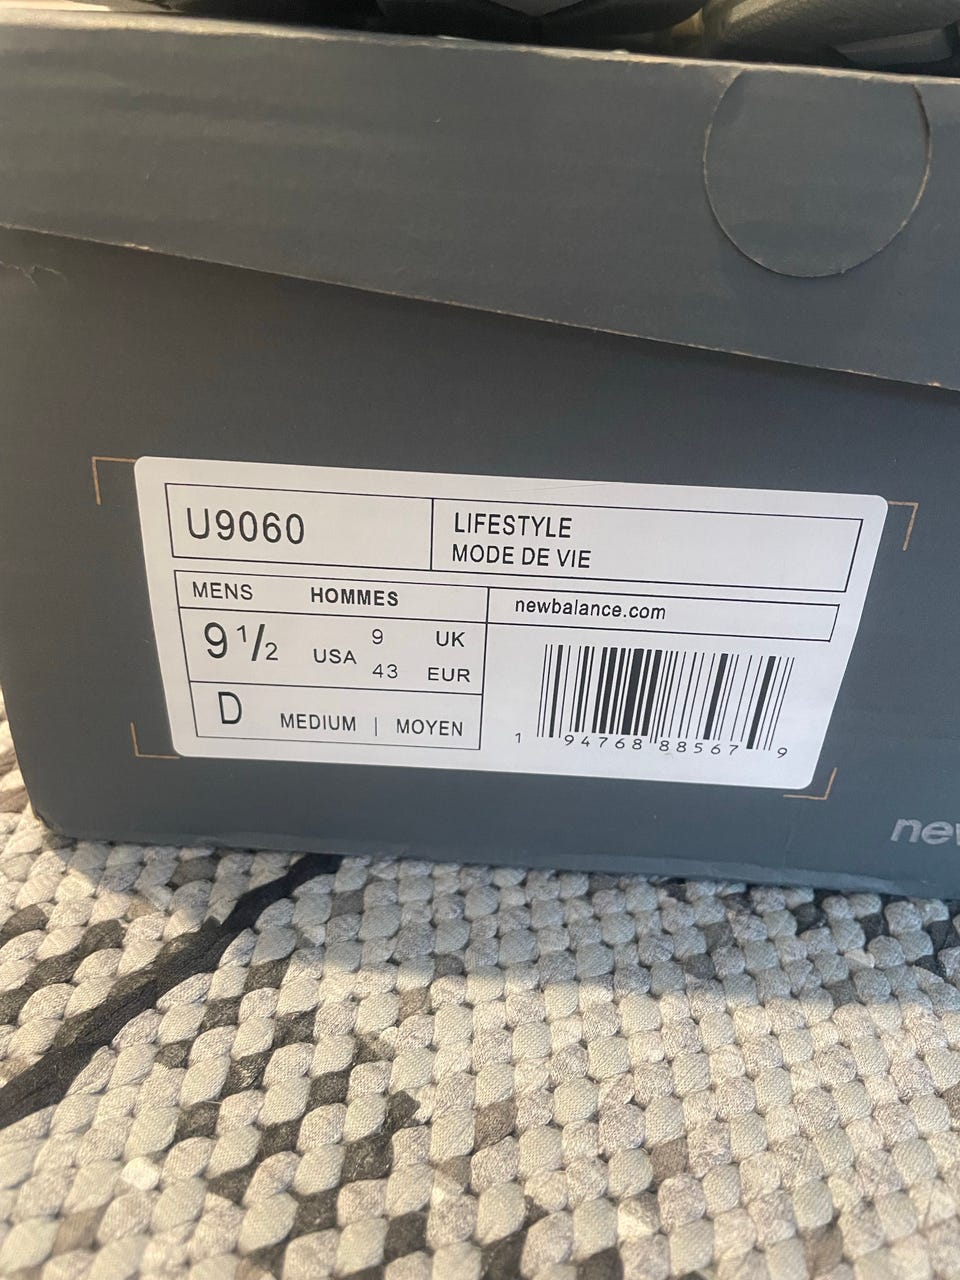 U9060
LIFESTYLE
MODE DE VIE
MENS HOMMES
newbalance.com
9 1/2 USA 9 UK
43 EUR
D MEDIUM | MOYEN
1 94768 88567 9